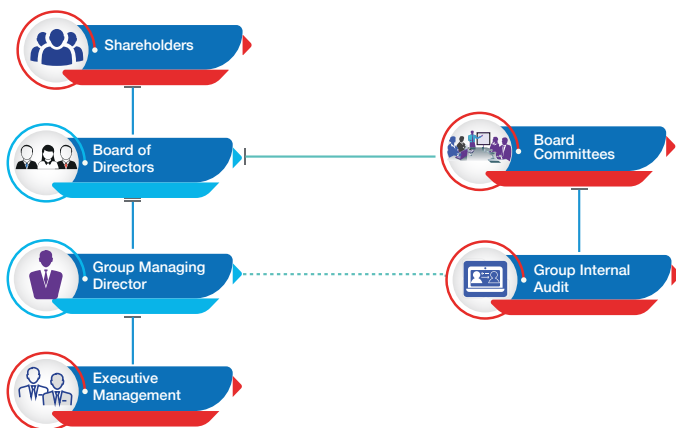 Shareholders
Board of
Directors
Board
Committees
Group Managing
Director
Group Internal
Audit
Executive
Management